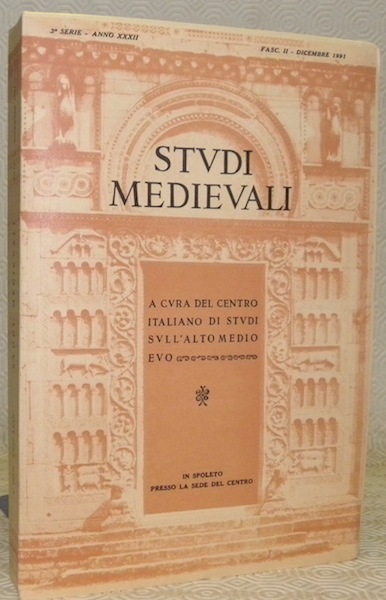 3ª SERIE - ANNO XXXII
FASC. II - DICEMBRE 1991
STVDI
MEDIEVALI
A CVRA DEL CENTRO
ITALIANO DI STVDI
SVLL'ALTO MEDIO
EVO
IN SPOLETO
PRESSO LA SEDE DEL CENTRO